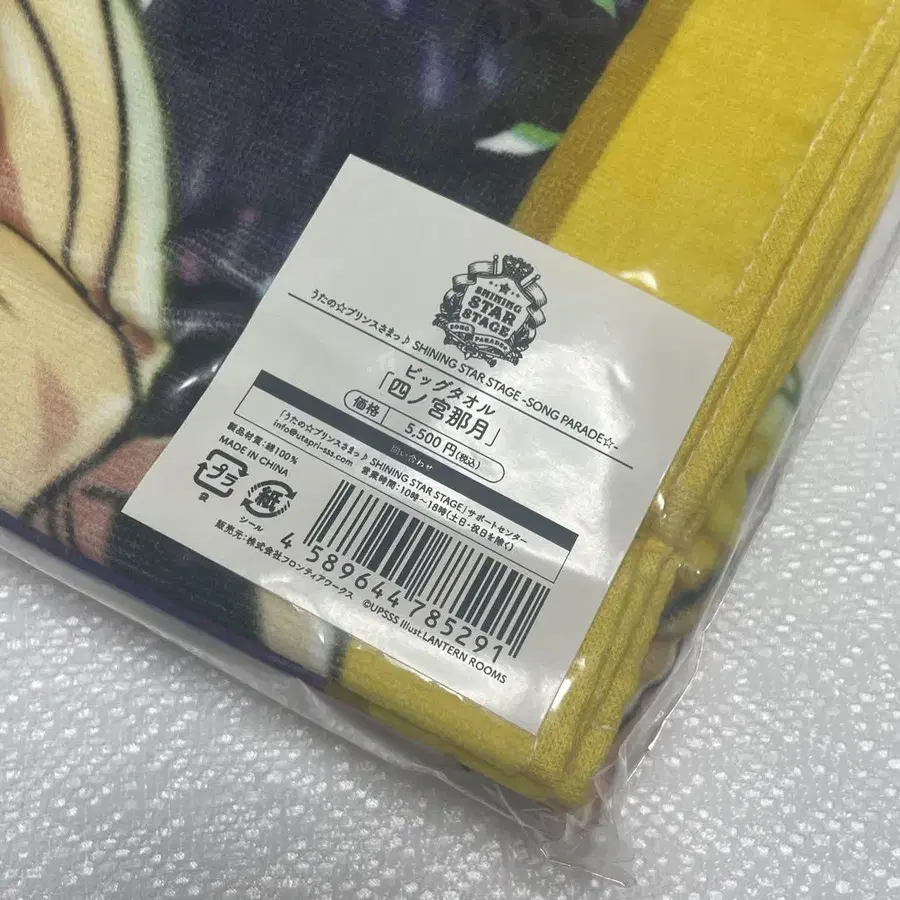 SHINING
STAR
STAGE
SONG PARADE
うたの☆プリンスさまっ♪ SHINING STAR STAGE -SONG PARADE☆-
ビッグタオル
「四ノ宮那月」
価格 5,500円(税込)
問い合わせ
「うたの☆プリンスさまっ♪ SHINING STAR STAGE」サポートセンター
info@utapri-sss.com 営業時間：10時～18時(土日・祝日を除く)
製品材質：綿100%
MADE IN CHINA
プラ
袋
紙
シール
4 589644 785291
販売元：株式会社フロンティアワークス
©UPSSS Illust.LANTERN ROOMS